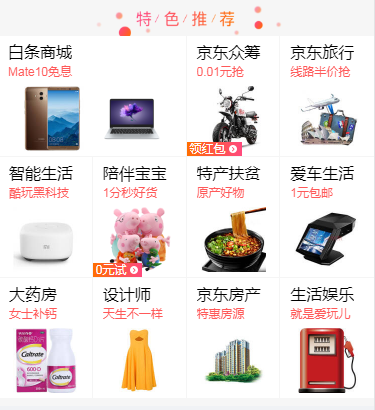 特/色/推/荐
白条商城
Mate10免息
京东众筹
0.01元抢
领红包
京东旅行
线路半价抢
智能生活
酷玩黑科技
陪伴宝宝
1分秒好货
0元试
特产扶贫
原产好物
爱车生活
1元包邮
大药房
女士补钙
Caltrate
600D
Caltrate
设计师
天生不一样
京东房产
特惠房源
生活娱乐
就是爱玩儿